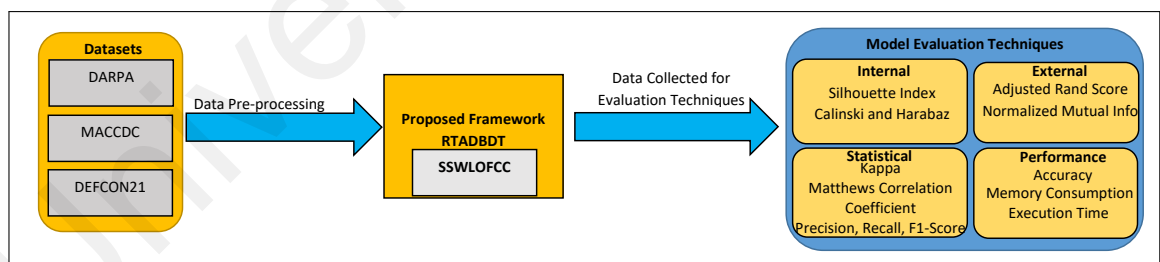 Datasets
DARPA
MACCDC
DEFCON21
Data Pre-processing
Proposed Framework
RTADBDT
SSWLOFCC
Data Collected for
Evaluation Techniques
Model Evaluation Techniques
Internal
Silhouette Index
Calinski and Harabaz
External
Adjusted Rand Score
Normalized Mutual Info
Statistical
Kappa
Matthews Correlation
Coefficient
Precision, Recall, F1-Score
Performance
Accuracy
Memory Consumption
Execution Time